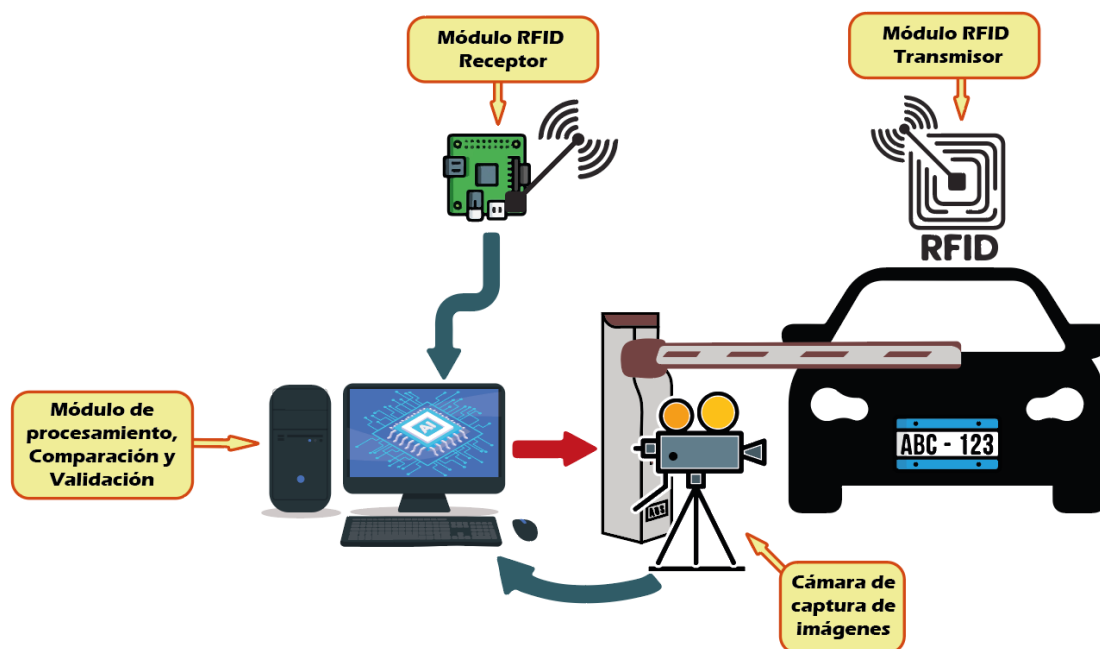 Módulo RFID
Receptor
Módulo RFID
Transmisor
RFID
Módulo de
procesamiento,
Comparación y
Validación
AI
ABC - 123
Cámara de
captura de
imágenes